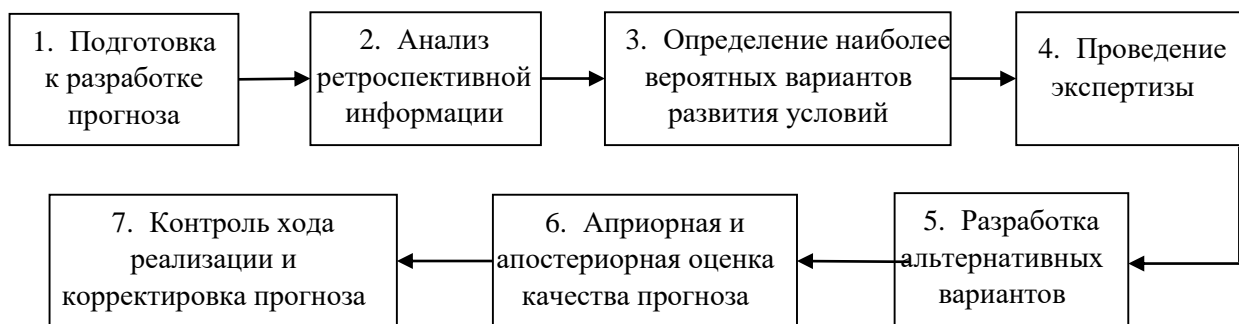 1. Подготовка
к разработке
прогноза
2. Анализ
ретроспективной
информации
3. Определение наиболее
вероятных вариантов
развития условий
4. Проведение
экспертизы
5. Разработка
альтернативных
вариантов
6. Априорная и
апостериорная оценка
качества прогноза
7. Контроль хода
реализации и
корректировка прогноза